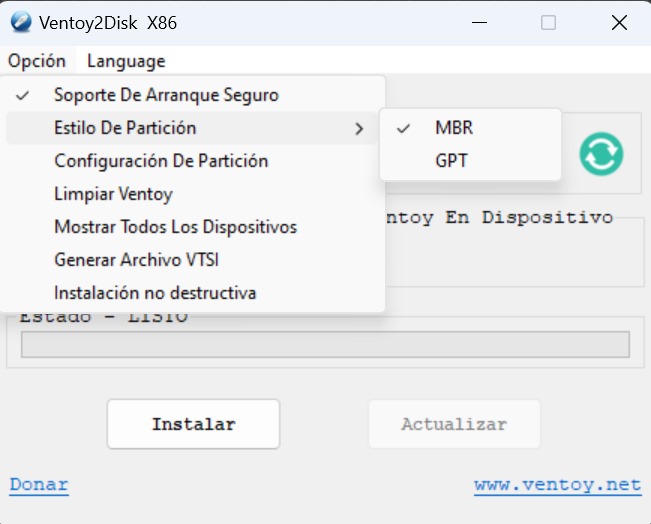 Ventoy2Disk X86
Opción Language
Soporte De Arranque Seguro
Estilo De Partición
MBR
Configuración De Partición
GPT
Limpiar Ventoy
Mostrar Todos Los Dispositivos
ntoy En Dispositivo
Generar Archivo VTSI
Instalación no destructiva
Estado - LISTO
Instalar Actualizar
Donar www.ventoy.net